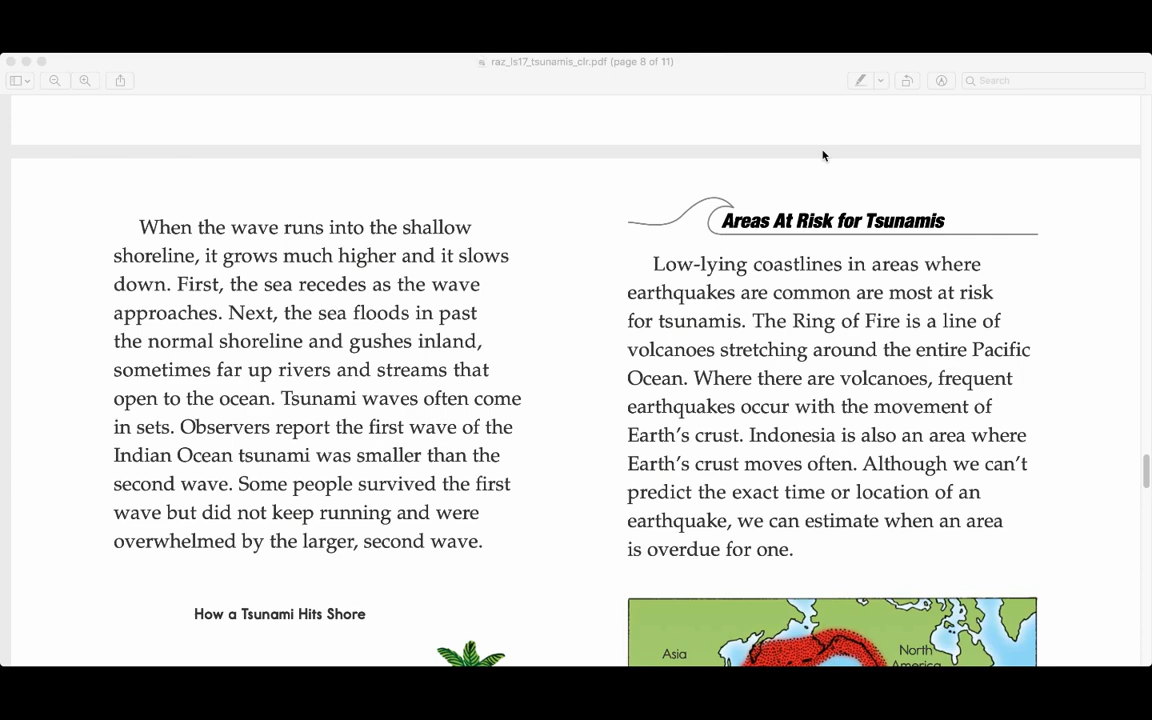 raz_ls17_tsunamis_clr.pdf (page 8 of 11)
Search
When the wave runs into the shallow
shoreline, it grows much higher and it slows
down. First, the sea recedes as the wave
approaches. Next, the sea floods in past
the normal shoreline and gushes inland,
sometimes far up rivers and streams that
open to the ocean. Tsunami waves often come
in sets. Observers report the first wave of the
Indian Ocean tsunami was smaller than the
second wave. Some people survived the first
wave but did not keep running and were
overwhelmed by the larger, second wave.
How a Tsunami Hits Shore
Areas At Risk for Tsunamis
Low-lying coastlines in areas where
earthquakes are common are most at risk
for tsunamis. The Ring of Fire is a line of
volcanoes stretching around the entire Pacific
Ocean. Where there are volcanoes, frequent
earthquakes occur with the movement of
Earth's crust. Indonesia is also an area where
Earth's crust moves often. Although we can't
predict the exact time or location of an
earthquake, we can estimate when an area
is overdue for one.
Asia
North
America